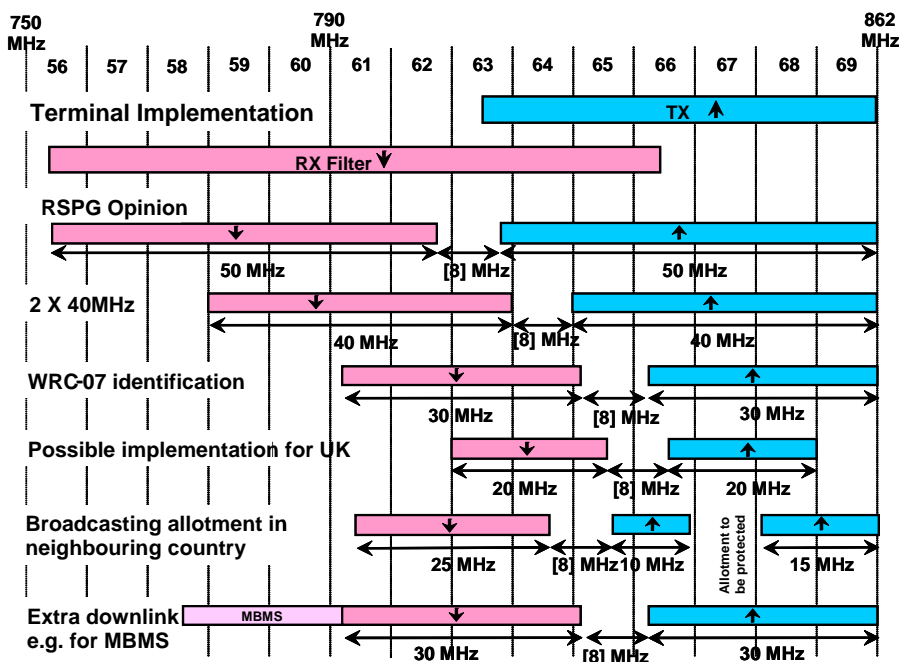 750 MHz
790 MHz
862 MHz
56 57 58 59 60 61 62 63 64 65 66 67 68 69
Terminal Implementation
TX
RX Filter
RSPG Opinion
50 MHz
[8] MHz
50 MHz
2 X 40MHz
40 MHz
[8] MHz
40 MHz
WRC-07 identification
30 MHz
[8] MHz
30 MHz
Possible implementation for UK
20 MHz
[8] MHz
20 MHz
Broadcasting allotment in
neighbouring country
25 MHz
[8] MHz
10 MHz
Allotment to
be protected
15 MHz
Extra downlink
e.g. for MBMS
MBMS
30 MHz
[8] MHz
30 MHz